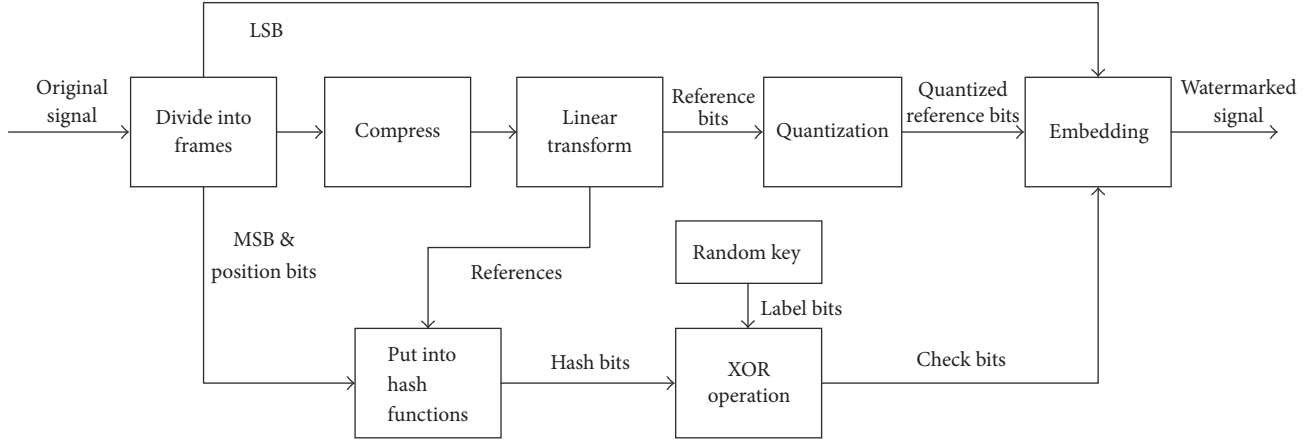 LSB
Original
signal
Divide into
frames
Compress
Linear
transform
Reference
bits
Quantization
Quantized
reference bits
Embedding
Watermarked
signal
MSB &
position bits
References
Random key
Label bits
Put into
hash
functions
Hash bits
XOR
operation
Check bits